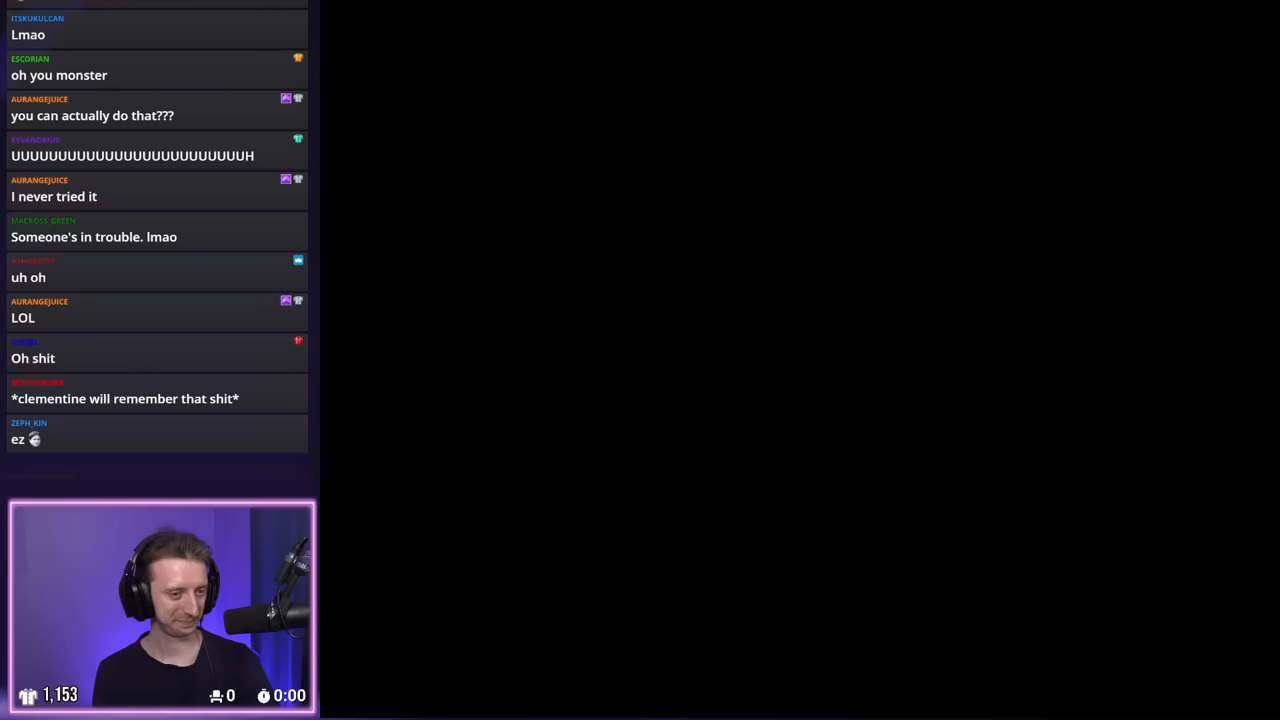 ITSKUKULCAN
Lmao
ESCORIAN
oh you monster
AURANGEJUICE
you can actually do that???
SYVANDRIUS
UUUUUUUUUUUUUUUUUUUUUUUUUH
AURANGEJUICE
I never tried it
MACROSS_GREEN
Someone's in trouble. lmao
uh oh
AURANGEJUICE
LOL
Oh shit
*clementine will remember that shit*
ZEPH_KIN
ez
1,153
0
0:00